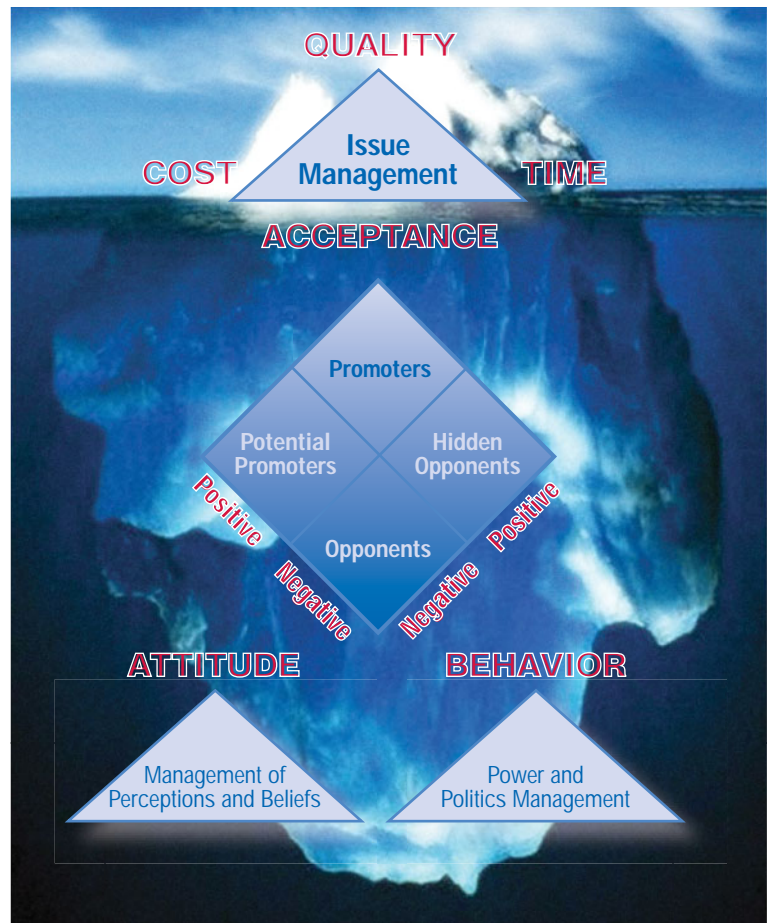 QUALITY
Issue
Management
COST
TIME
ACCEPTANCE
Promoters
Potential
Promoters
Hidden
Opponents
Opponents
Positive
Negative
Negative
Positive
ATTITUDE
BEHAVIOR
Management of
Perceptions and Beliefs
Power and
Politics Management